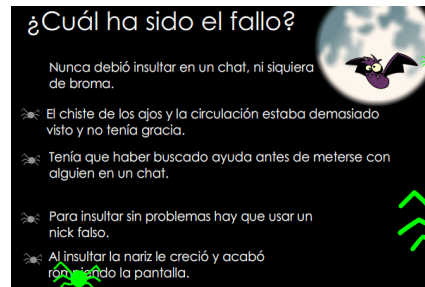 ¿Cuál ha sido el fallo?
Nunca debió insultar en un chat, ni siquiera
de broma.
El chiste de los ajos y la circulación estaba demasiado
visto y no tenía gracia.
Tenía que haber buscado ayuda antes de meterse con
alguien en un chat.
Para insultar sin problemas hay que usar un
nick falso.
Al insultar la nariz le creció y acabó
rompiendo la pantalla.